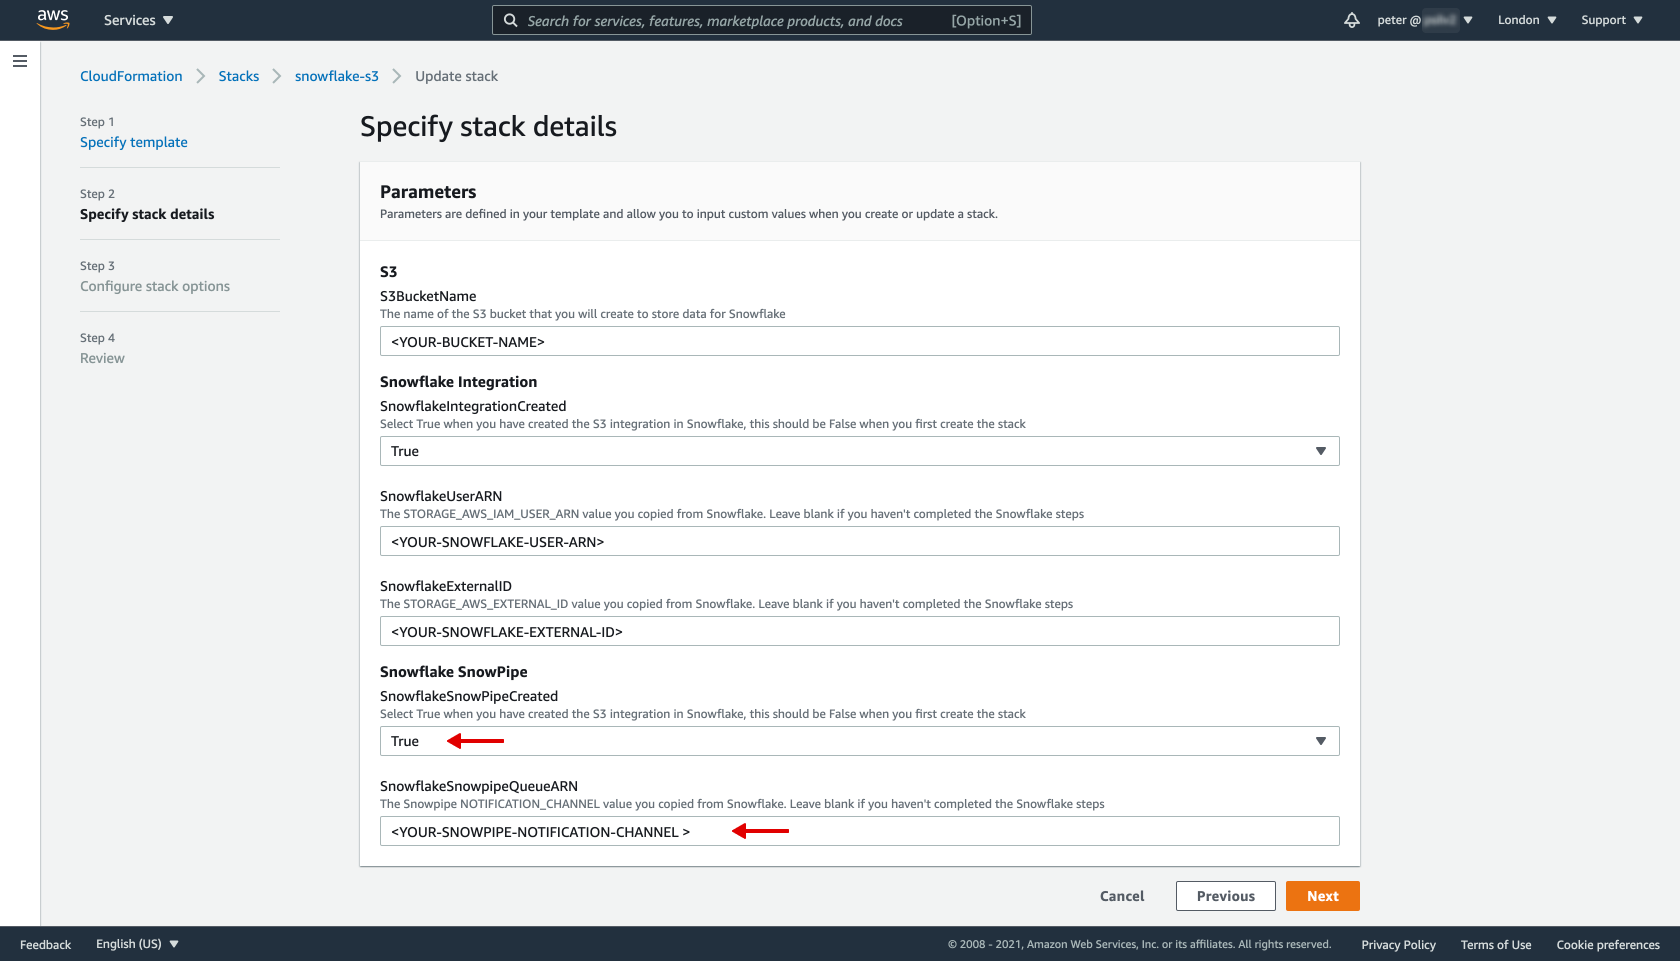 aws Services Search for services, features, marketplace products, and docs [Option+S] peter @ London Support
CloudFormation Stacks snowflake-s3 Update stack
Step 1
Specify template
Step 2
Specify stack details
Step 3
Configure stack options
Step 4
Review
Specify stack details
Parameters
Parameters are defined in your template and allow you to input custom values when you create or update a stack.
S3
S3BucketName
The name of the S3 bucket that you will create to store data for Snowflake
<YOUR-BUCKET-NAME>
Snowflake Integration
SnowflakeIntegrationCreated
Select True when you have created the S3 integration in Snowflake, this should be False when you first create the stack
True
SnowflakeUserARN
The STORAGE_AWS_IAM_USER_ARN value you copied from Snowflake. Leave blank if you haven't completed the Snowflake steps
<YOUR-SNOWFLAKE-USER-ARN>
SnowflakeExternalID
The STORAGE_AWS_EXTERNAL_ID value you copied from Snowflake. Leave blank if you haven't completed the Snowflake steps
<YOUR-SNOWFLAKE-EXTERNAL-ID>
Snowflake SnowPipe
SnowflakeSnowPipeCreated
Select True when you have created the S3 integration in Snowflake, this should be False when you first create the stack
True
SnowflakeSnowpipeQueueARN
The Snowpipe NOTIFICATION_CHANNEL value you copied from Snowflake. Leave blank if you haven't completed the Snowflake steps
<YOUR-SNOWPIPE-NOTIFICATION-CHANNEL >
Cancel Previous Next
Feedback English (US) © 2008 - 2021, Amazon Web Services, Inc. or its affiliates. All rights reserved. Privacy Policy Terms of Use Cookie preferences